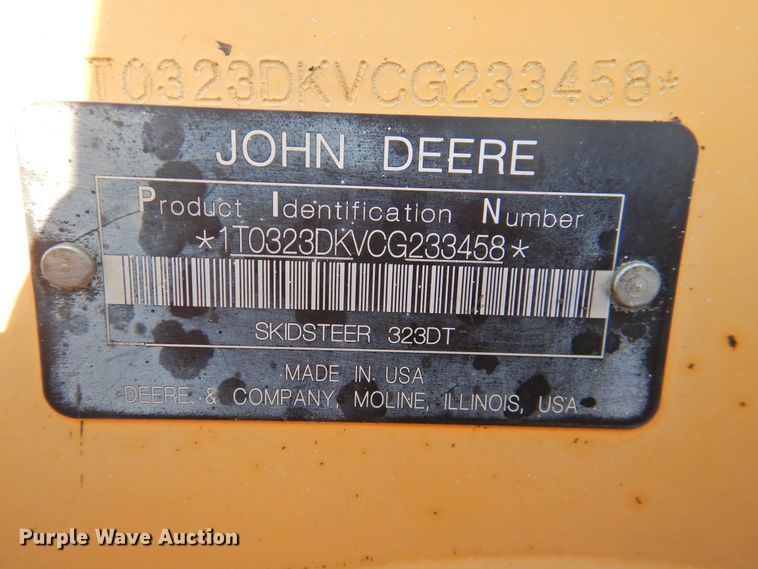 T0323DKVCG233458*
JOHN DEERE
Product Identification Number
*1T0323DKVCG233458*
SKIDSTEER 323DT
MADE IN USA
DEERE & COMPANY, MOLINE, ILLINOIS, USA
Purple Wave Auction